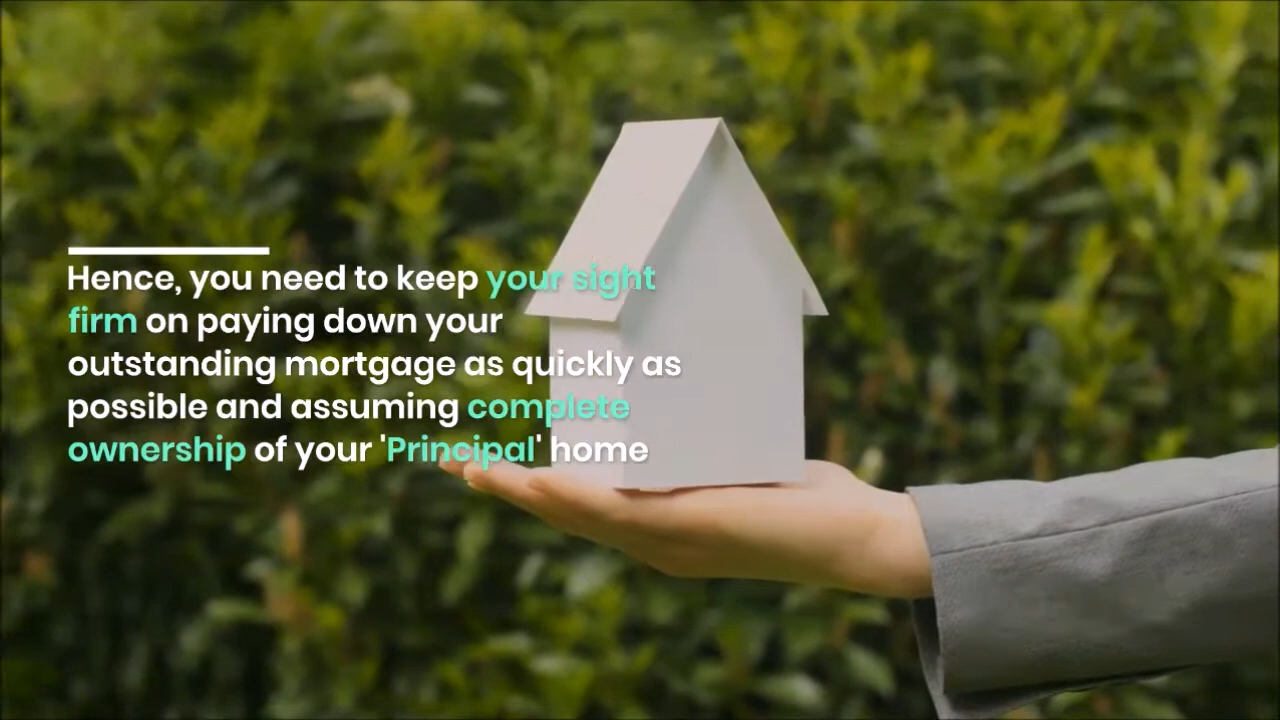 Hence, you need to keep your sight
firm on paying down your
outstanding mortgage as quickly as
possible and assuming complete
ownership of your 'Principal' home